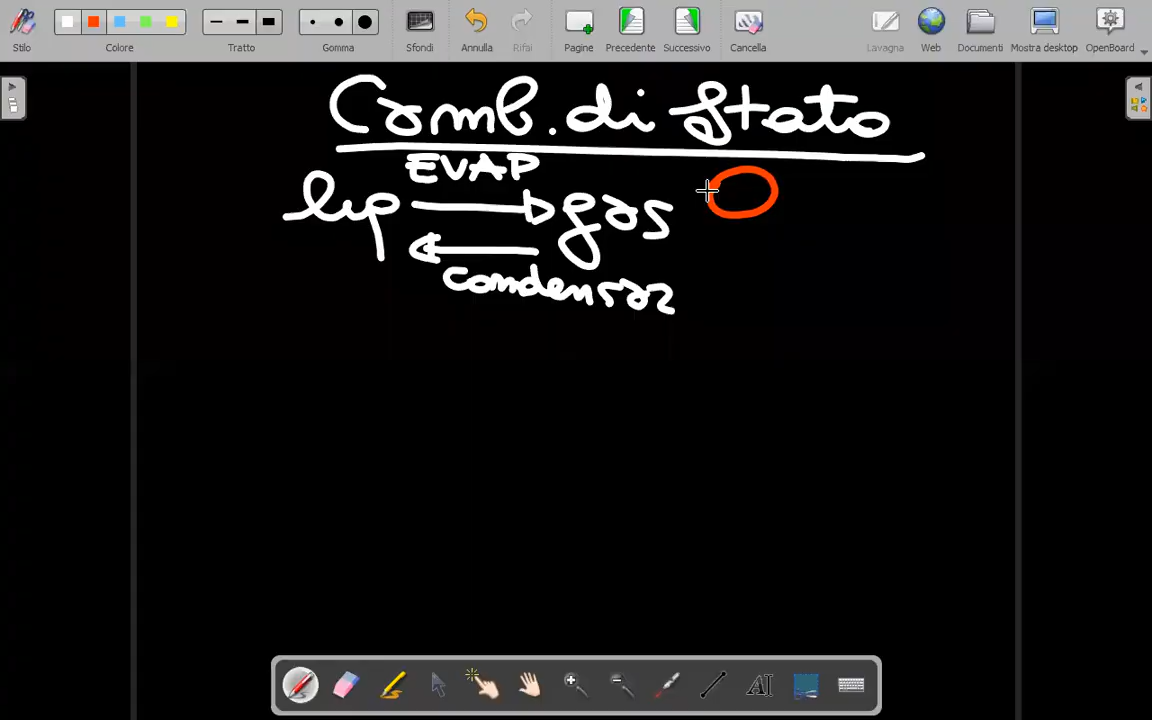 Stilo Colore Tratto Gomma Sfondi Annulla Rifai Pagine Precedente Successivo Cancella Lavagna Web Documenti Mostra desktop OpenBoard
Camb. di Stato
EVAP
liq gas
condensaz
AI